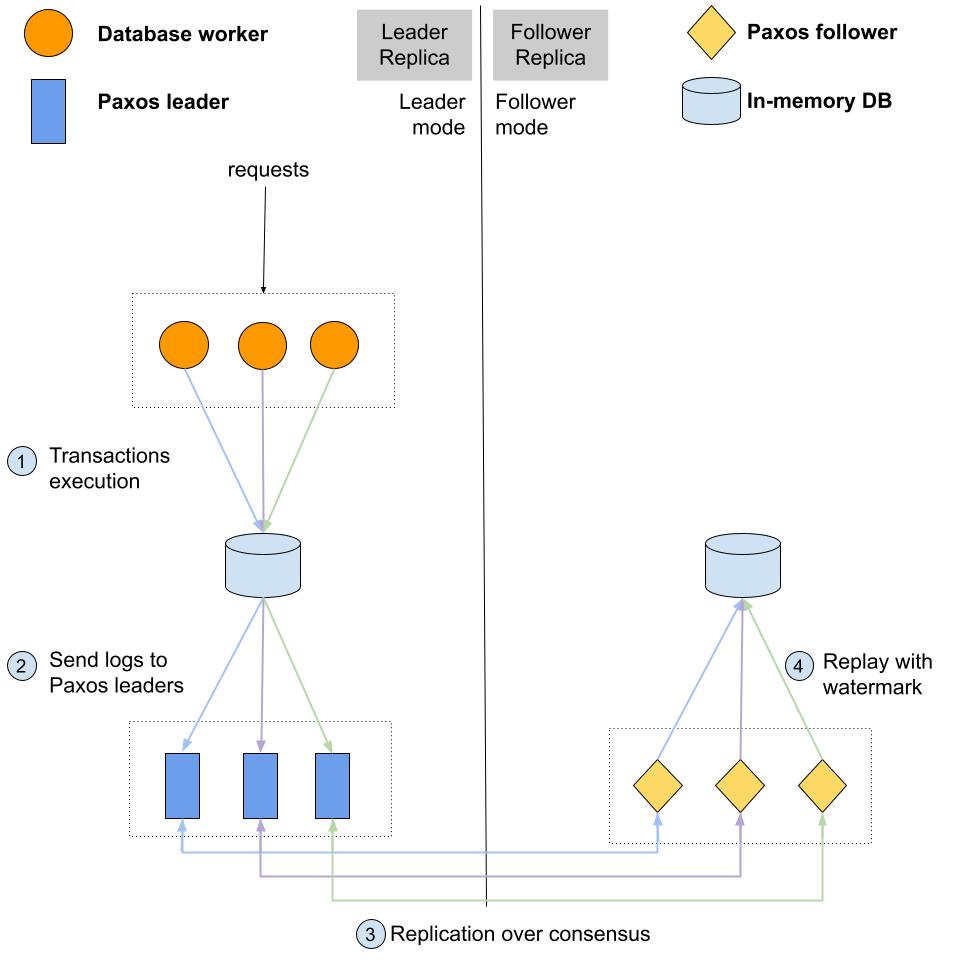 Database worker
Paxos leader
Leader
Replica
Follower
Replica
Leader
mode
Follower
mode
Paxos follower
In-memory DB
requests
1
Transactions
execution
2
Send logs to
Paxos leaders
4
Replay with
watermark
3
Replication over consensus